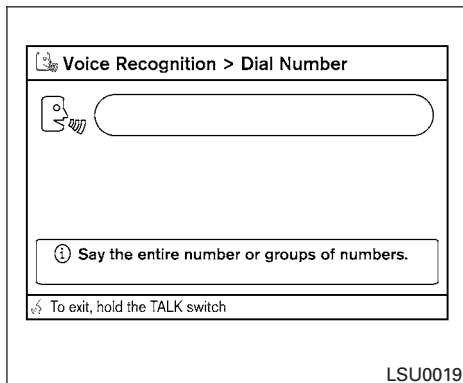 Voice Recognition > Dial Number
Say the entire number or groups of numbers.
To exit, hold the TALK switch
LSU0019